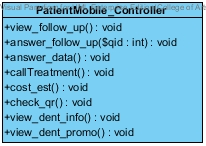 PatientMobile_Controller
+view_follow_up() : void
+answer_follow_up($qid : int) : void
+answer_data() : void
+callTreatment() : void
+cost_est() : void
+check_qr() : void
+view_dent_info() : void
+view_dent_promo() : void